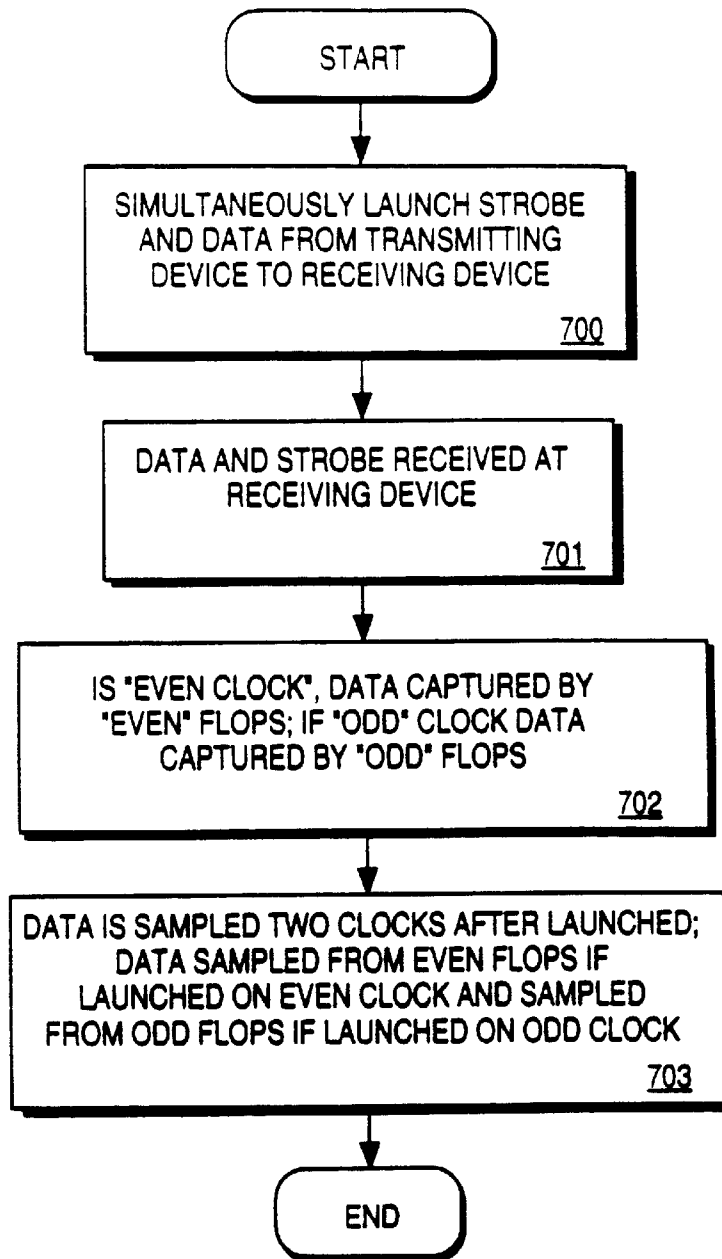 START
SIMULTANEOUSLY LAUNCH STROBE
AND DATA FROM TRANSMITTING
DEVICE TO RECEIVING DEVICE
700
DATA AND STROBE RECEIVED AT
RECEIVING DEVICE
701
IS "EVEN CLOCK", DATA CAPTURED BY
"EVEN" FLOPS; IF "ODD" CLOCK DATA
CAPTURED BY "ODD" FLOPS
702
DATA IS SAMPLED TWO CLOCKS AFTER LAUNCHED;
DATA SAMPLED FROM EVEN FLOPS IF
LAUNCHED ON EVEN CLOCK AND SAMPLED
FROM ODD FLOPS IF LAUNCHED ON ODD CLOCK
703
END